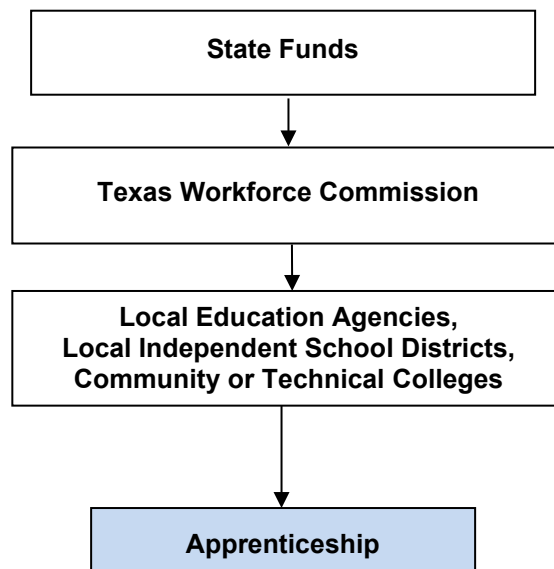 State Funds
Texas Workforce Commission
Local Education Agencies,
Local Independent School Districts,
Community or Technical Colleges
Apprenticeship